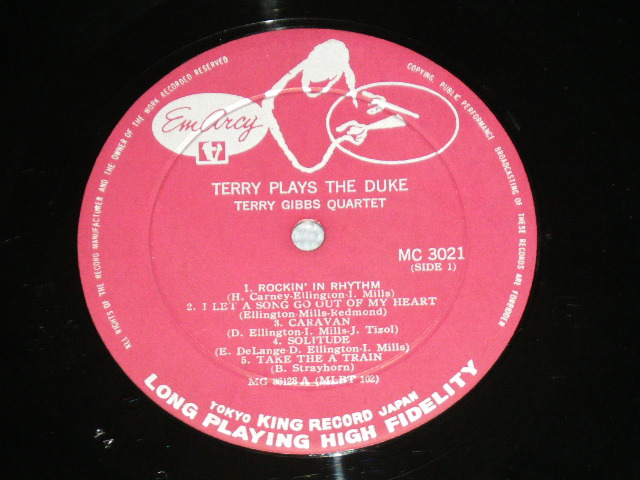 ALL RIGHTS OF THE RECORD MANUFACTURER AND THE OWNER OF THE WORK RECORDED RESERVED
COPYING, PUBLIC PERFORMANCE, BROADCASTING OF THESE RECORDS ARE FORBIDDEN
EmArcy
TERRY PLAYS THE DUKE
TERRY GIBBS QUARTET
MC 3021
(SIDE 1)
1. ROCKIN' IN RHYTHM
(H. Carney-Ellington-I. Mills)
2. I LET A SONG GO OUT OF MY HEART
(Ellington-Mills-Redmond)
3. CARAVAN
(D. Ellington-I. Mills-J. Tizol)
4. SOLITUDE
(E. DeLange-D. Ellington-I. Mills)
5. TAKE THE A TRAIN
(B. Strayhorn)
MG 36128 A (MLBT 102)
TOKYO KING RECORD JAPAN
LONG PLAYING HIGH FIDELITY